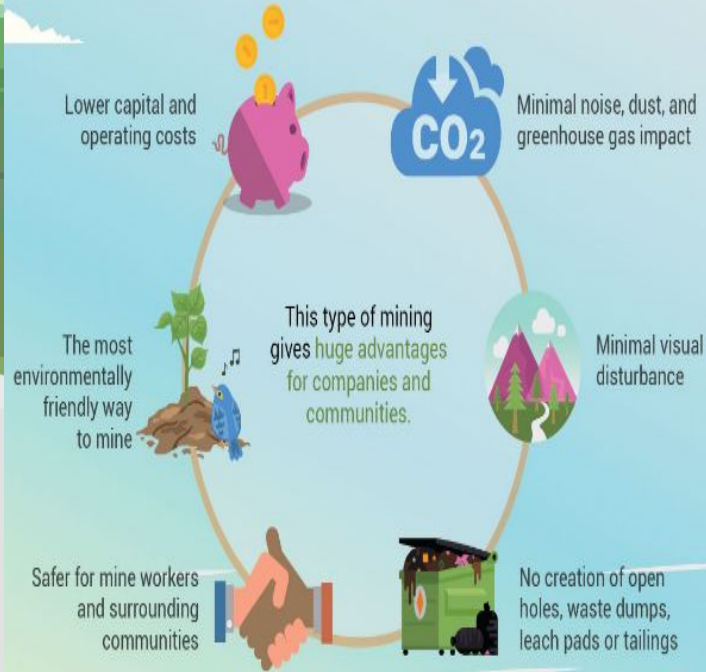 Lower capital and
operating costs
CO2
Minimal noise, dust, and
greenhouse gas impact
This type of mining
gives huge advantages
for companies and
communities.
The most
environmentally
friendly way
to mine
Minimal visual
disturbance
Safer for mine workers
and surrounding
communities
No creation of open
holes, waste dumps,
leach pads or tailings